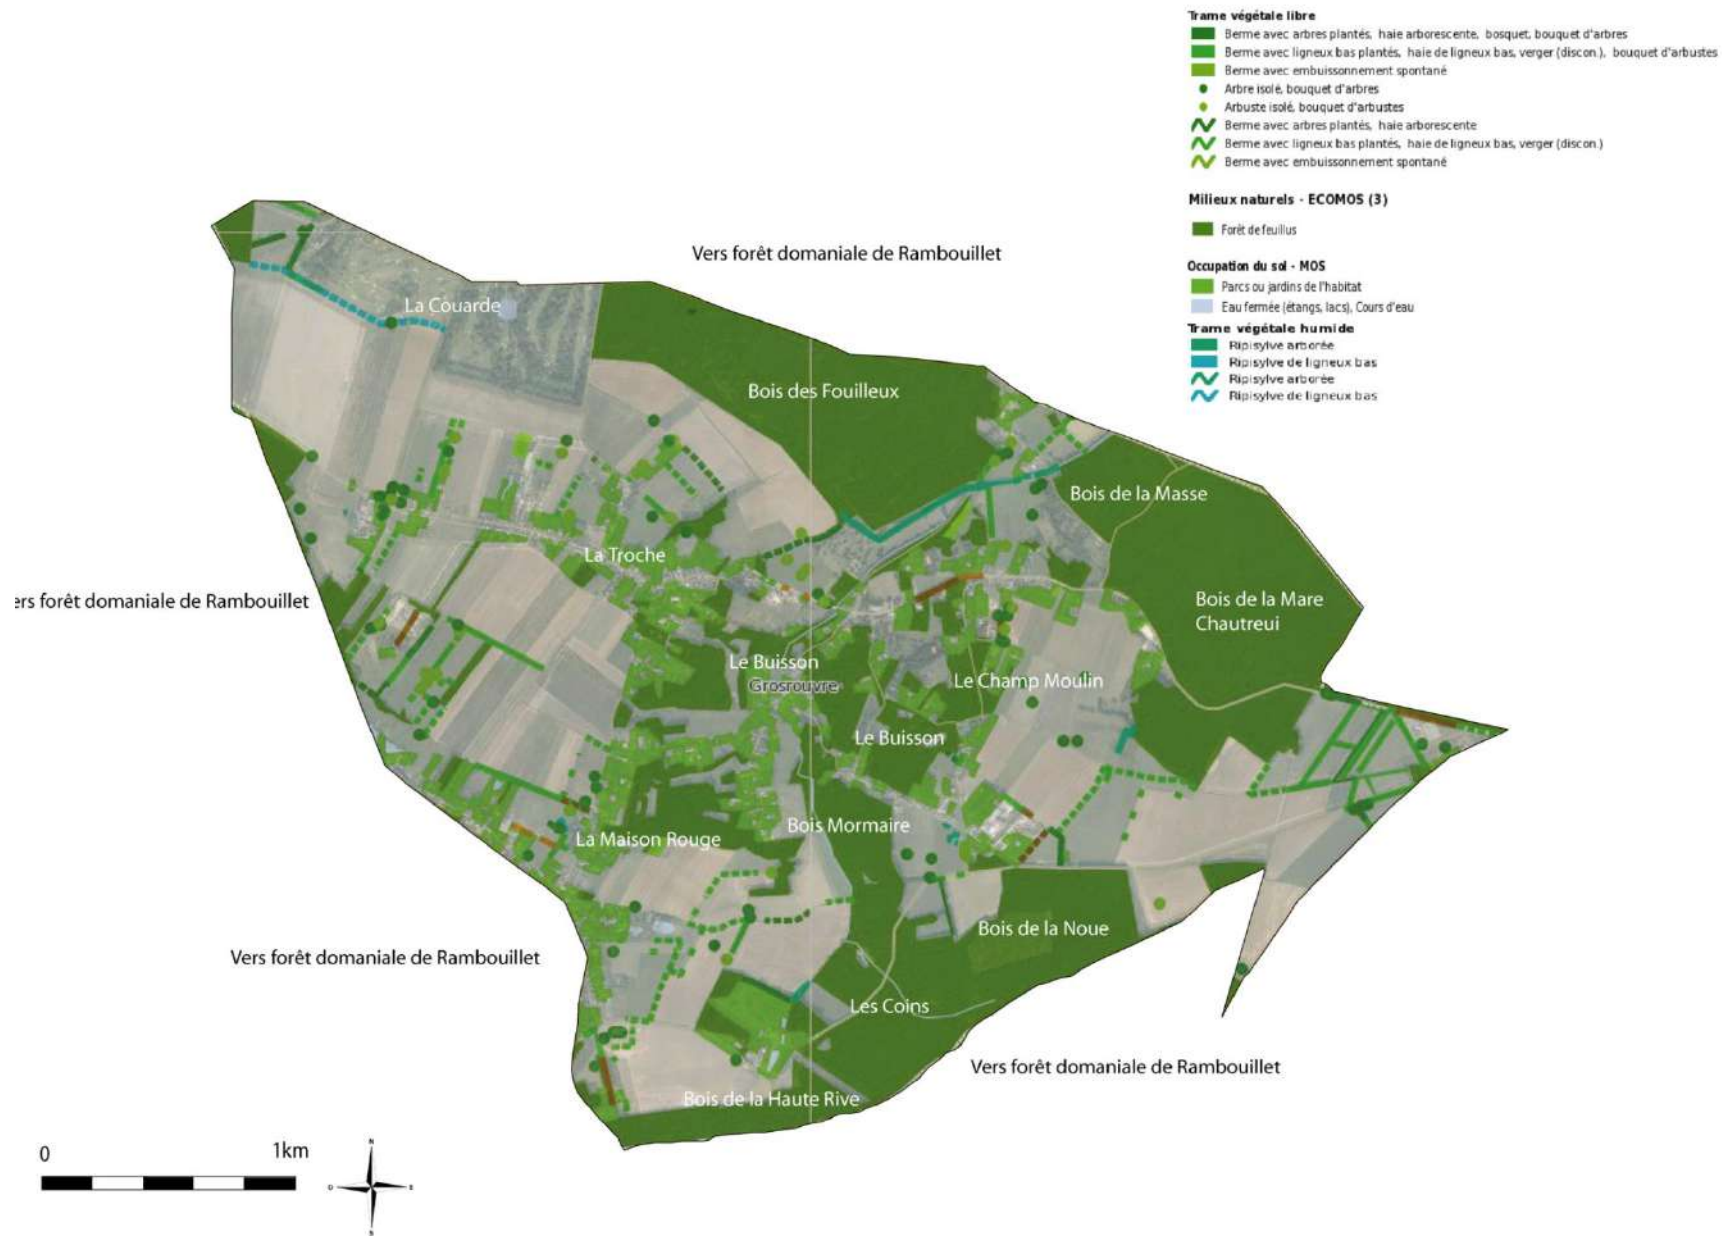 Trame végétale libre
Berme avec arbres plantés, haie arborescente, bosquet, bouquet d'arbres
Berme avec ligneux bas plantés, haie de ligneux bas, verger (discon.), bouquet d'arbustes
Berme avec embuissonnement spontané
Arbre isolé, bouquet d'arbres
Arbuste isolé, bouquet d'arbustes
Berme avec arbres plantés, haie arborescente
Berme avec ligneux bas plantés, haie de ligneux bas, verger (discon.)
Berme avec embuissonnement spontané
Milieux naturels - ECOMOS (3)
Forêt de feuillus
Occupation du sol - MOS
Parcs ou jardins de l'habitat
Eau fermée (étangs, lacs), Cours d'eau
Trame végétale humide
Ripisylve arborée
Ripisylve de ligneux bas
Ripisylve arborée
Ripisylve de ligneux bas
Vers forêt domaniale de Rambouillet
La Couarde
Bois des Fouilleux
Bois de la Masse
La Troche
ers forêt domaniale de Rambouillet
Bois de la Mare
Chautreui
Le Buisson
Grosrouvre
Le Champ Moulin
Le Buisson
Bois Mormaire
La Maison Rouge
Bois de la Noue
Vers forêt domaniale de Rambouillet
Les Coins
Vers forêt domaniale de Rambouillet
Bois de la Haute Rive
0 1km
N
O E
S